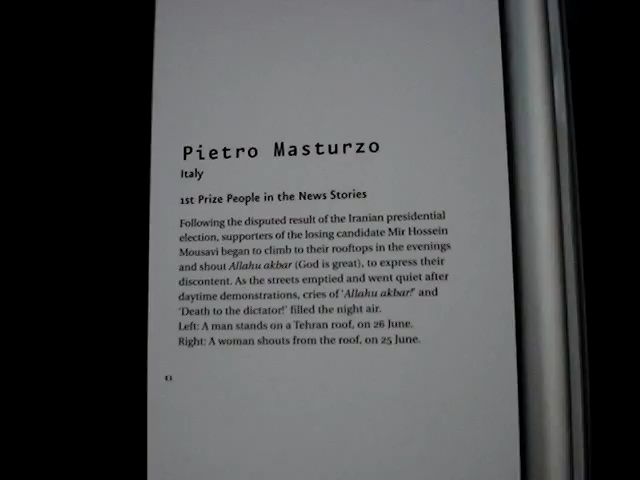 Pietro Masturzo
Italy
1st Prize People in the News Stories
Following the disputed result of the Iranian presidential
election, supporters of the losing candidate Mir Hossein
Mousavi began to climb to their rooftops in the evenings
and shout Allahu akbar (God is great), to express their
discontent. As the streets emptied and went quiet after
daytime demonstrations, cries of 'Allahu akbar!' and
'Death to the dictator!' filled the night air.
Left: A man stands on a Tehran roof, on 26 June.
Right: A woman shouts from the roof, on 25 June.